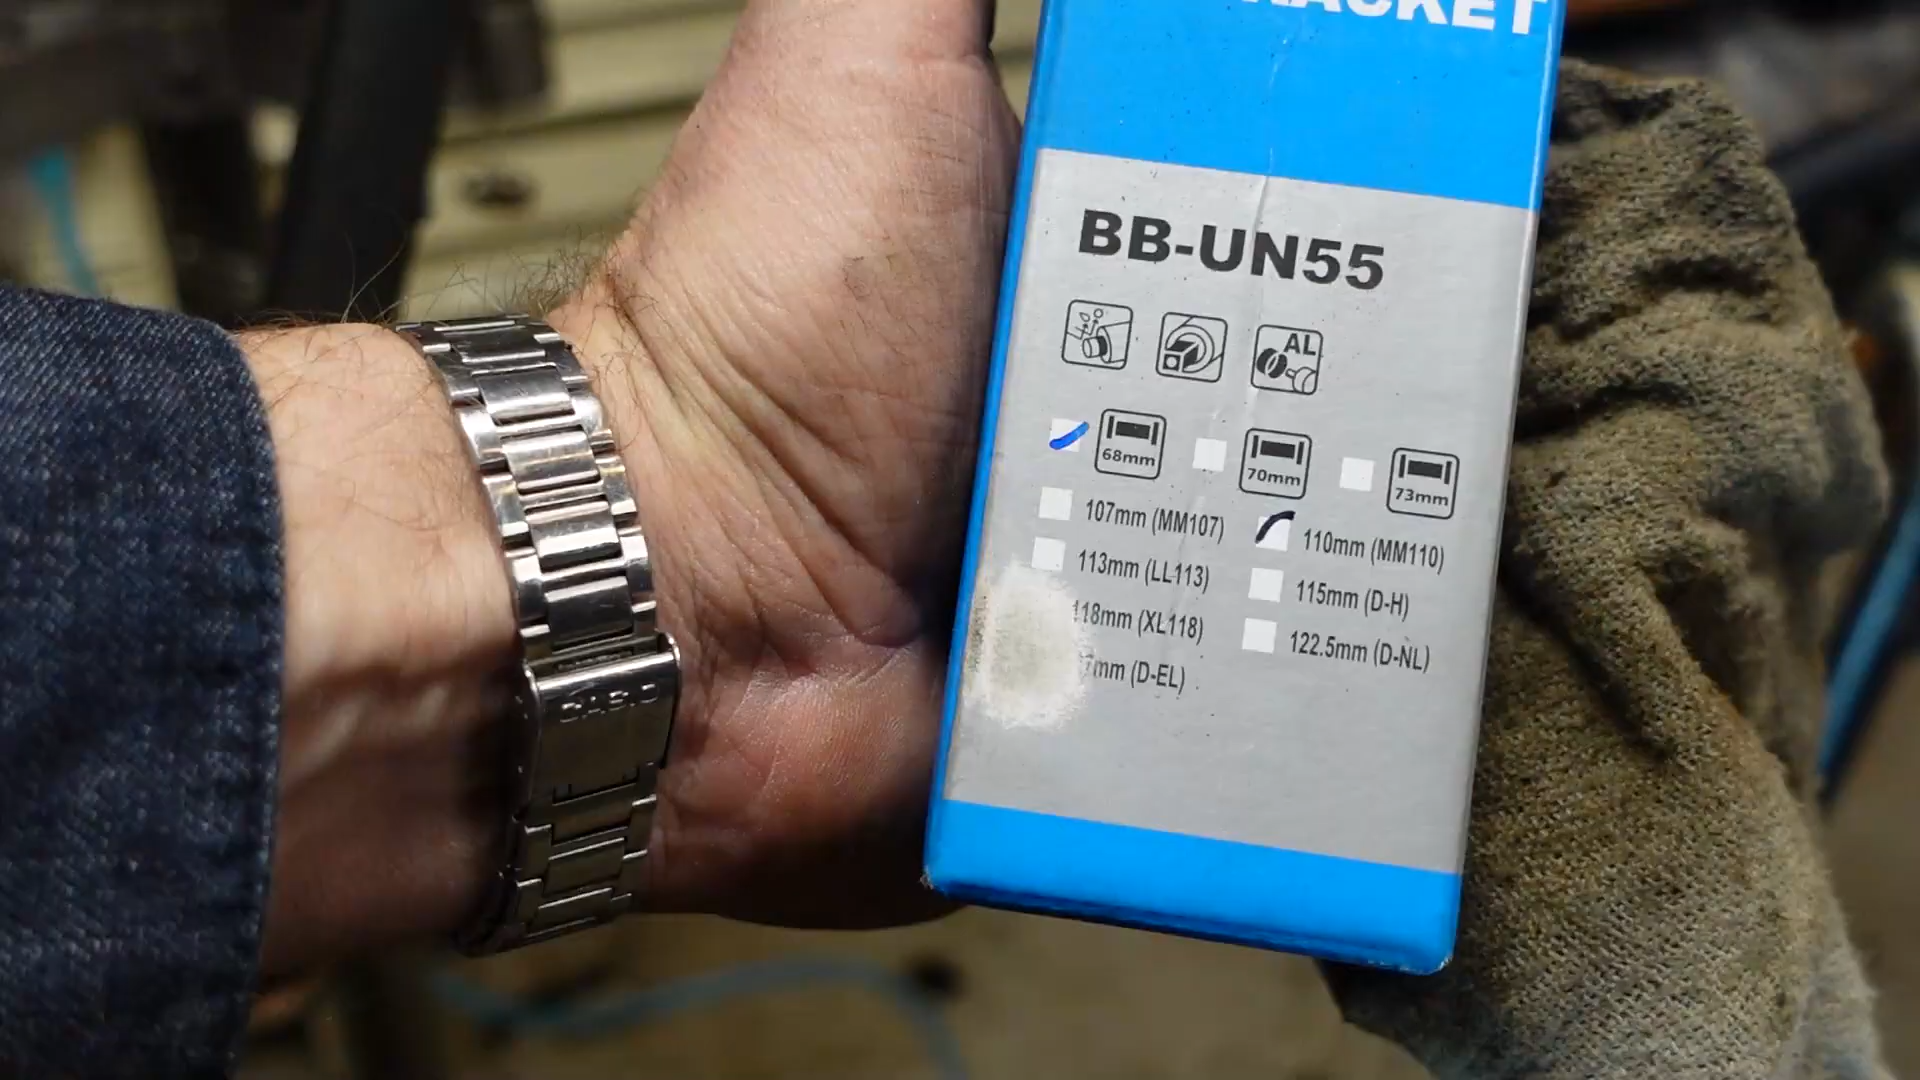 BB-UN55
AL
68mm 70mm 73mm
107mm (MM107) 110mm (MM110)
113mm (LL113) 115mm (D-H)
118mm (XL118) 122.5mm (D-NL)
(D-EL)
CASIO